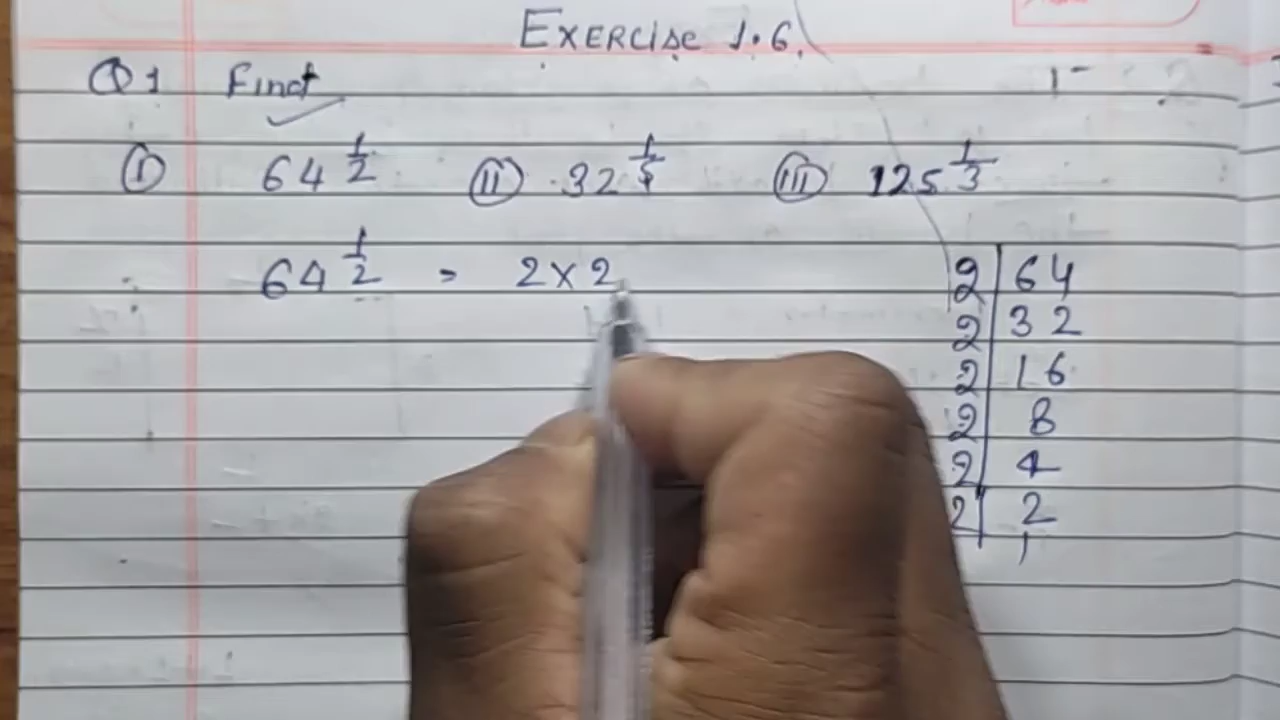 EXERCISE 1.6
Q1 Find
(I) 64^1/2 (II) 32^1/5 (III) 125^1/3
64^1/2 = 2 × 2
2 | 64
2 | 32
2 | 16
2 | 8
2 | 4
2 | 2
1